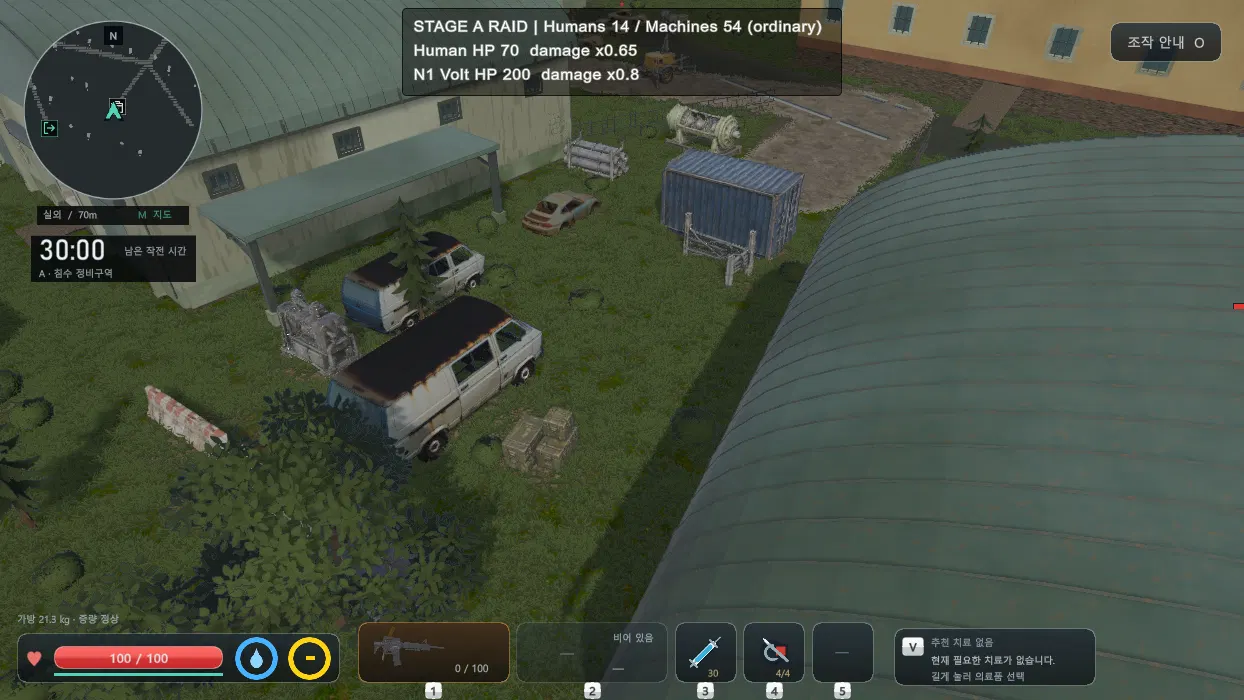 STAGE A RAID | Humans 14 / Machines 54 (ordinary)
Human HP 70 damage x0.65
N1 Volt HP 200 damage x0.8
조작 안내 O
N
실외 / 70m M 지도
30:00 남은 작전 시간
A · 침수 정비구역
가방 21.3 kg · 중량 정상
100 / 100
0 / 100
1
비어 있음
2
30
3
4/4
4
5
V 추천 치료 없음
현재 필요한 치료가 없습니다.
길게 눌러 의료품 선택